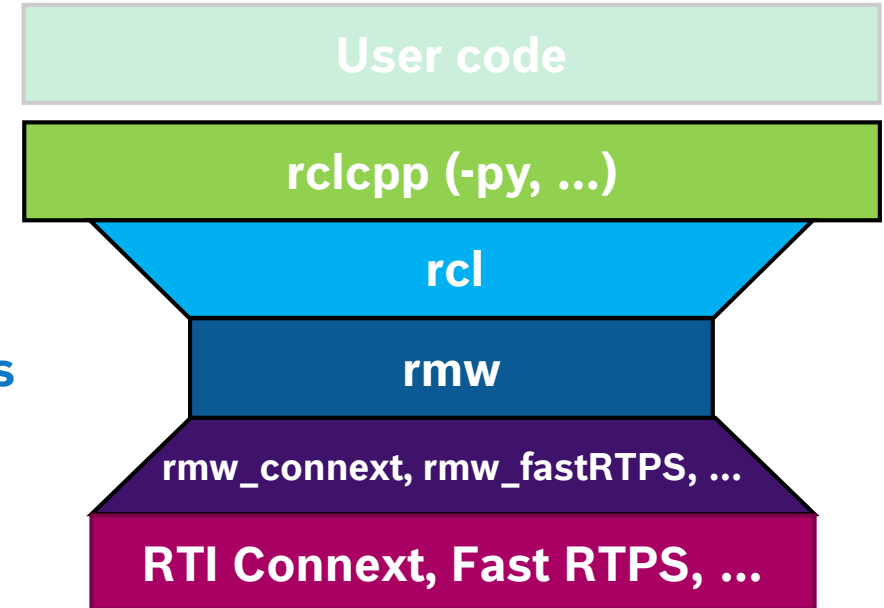 User code
rclcpp (-py, ...)
rcl
s
rmw
rmw_connext, rmw_fastRTPS, ...
RTI Connext, Fast RTPS, ...